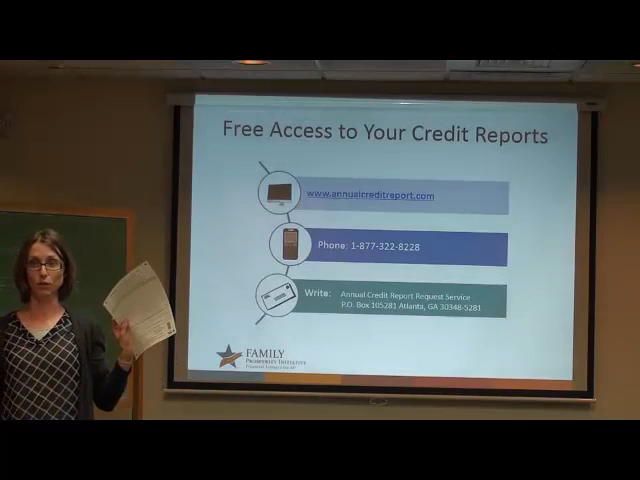 Free Access to Your Credit Reports
www.annualcreditreport.com
Phone: 1-877-322-8228
Write: Annual Credit Report Request Service
P.O. Box 105281 Atlanta, GA 30348-5281
FAMILY
PROSPERITY INITIATIVE